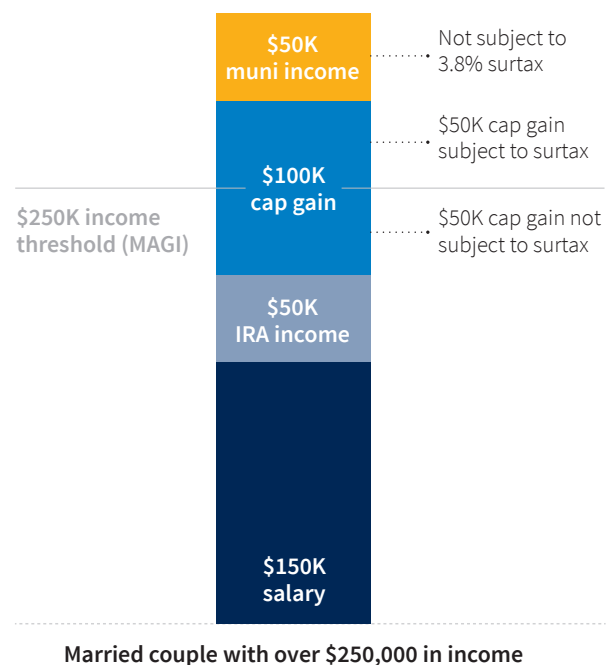 $50K
muni income
Not subject to
3.8% surtax
$50K cap gain
subject to surtax
$100K
cap gain
$250K income
threshold (MAGI)
$50K cap gain not
subject to surtax
$50K
IRA income
$150K
salary
Married couple with over $250,000 in income